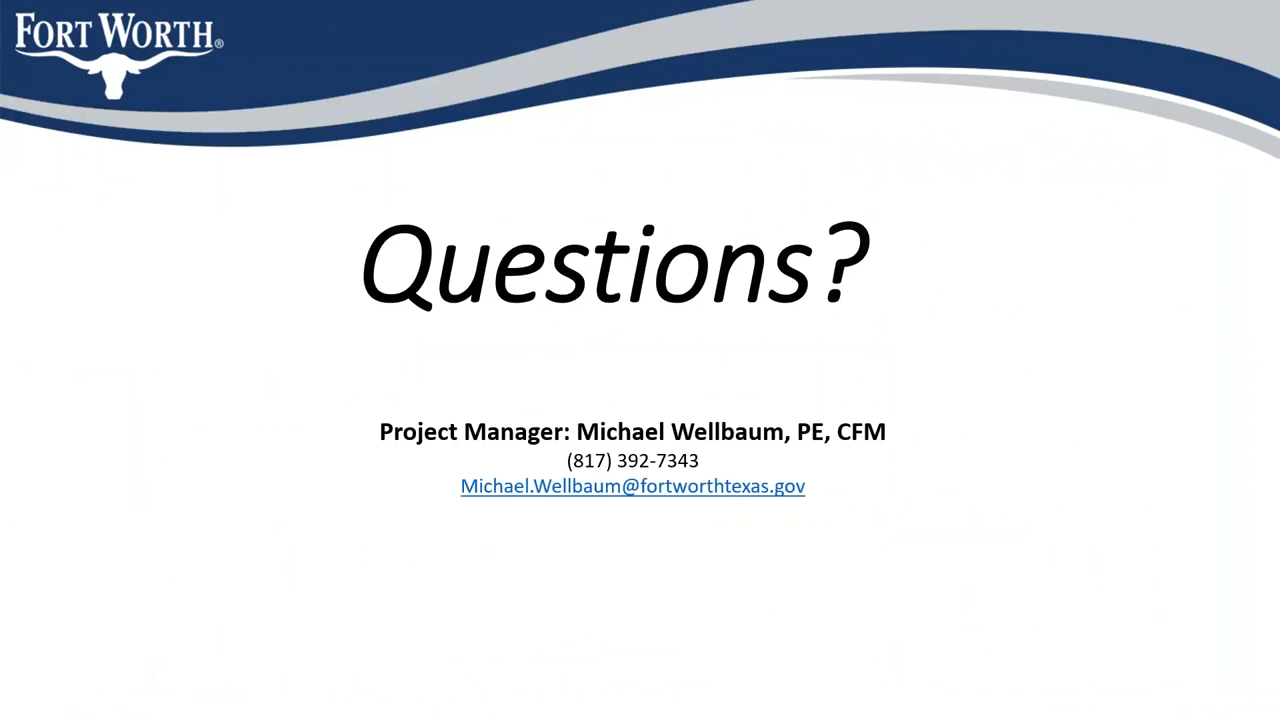 FORT WORTH®
Questions?
Project Manager: Michael Wellbaum, PE, CFM
(817) 392-7343
Michael.Wellbaum@fortworthtexas.gov